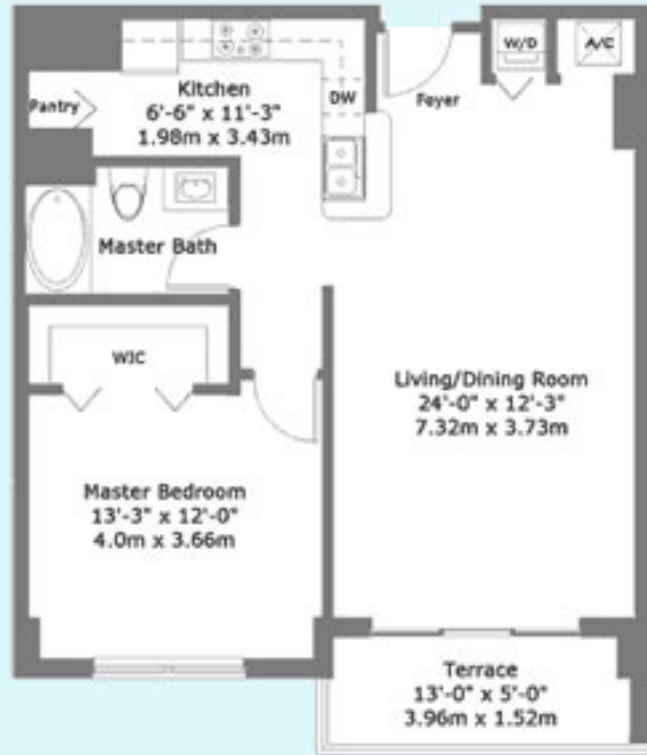 W/D
A/C
Kitchen
6'-6" x 11'-3"
1.98m x 3.43m
Pantry
DW
Foyer
Master Bath
WIC
Living/Dining Room
24'-0" x 12'-3"
7.32m x 3.73m
Master Bedroom
13'-3" x 12'-0"
4.0m x 3.66m
Terrace
13'-0" x 5'-0"
3.96m x 1.52m